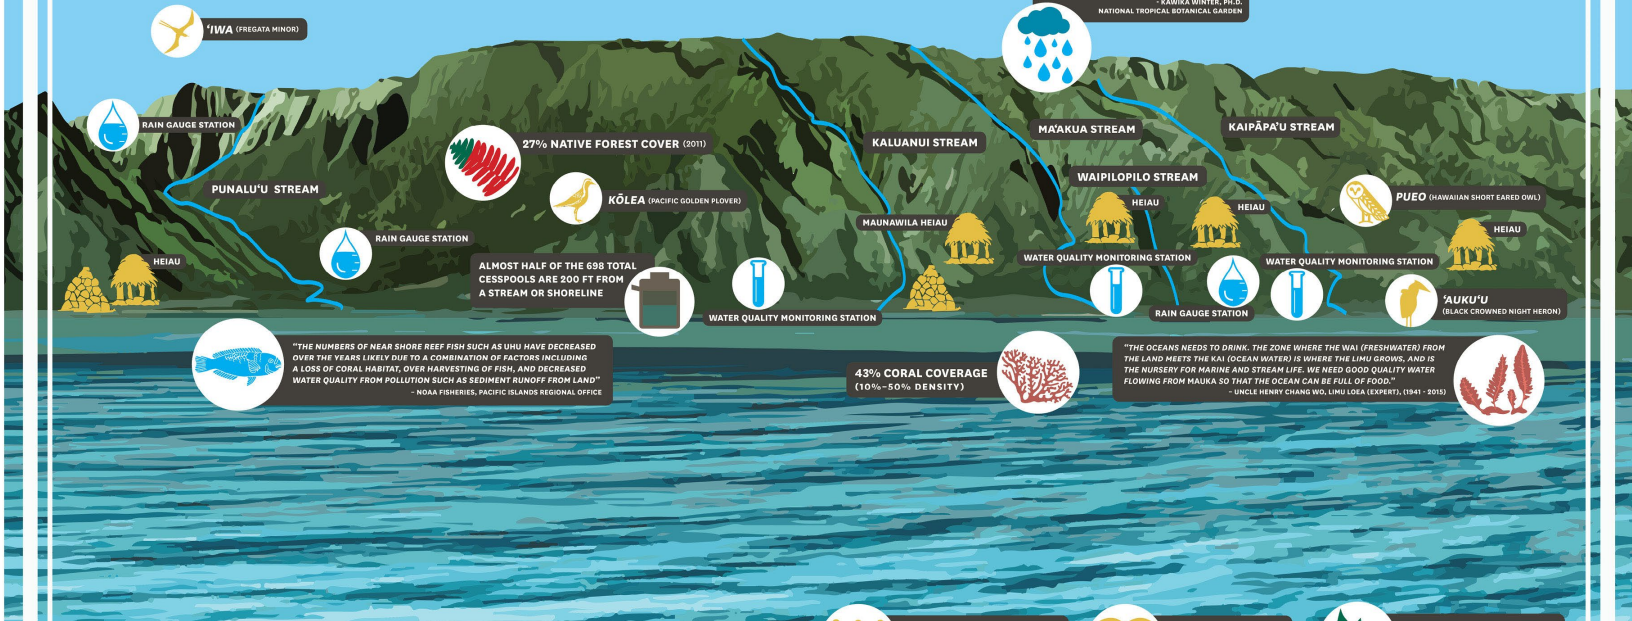 - KAWIKA WINTER, PH.D.
NATIONAL TROPICAL BOTANICAL GARDEN
ʻIWA (FREGATA MINOR)
RAIN GAUGE STATION
27% NATIVE FOREST COVER (2011)
KALUANUI STREAM
MAʻAKUA STREAM
KAIPĀPAʻU STREAM
PUNALUʻU STREAM
WAIPILOPILO STREAM
KŌLEA (PACIFIC GOLDEN PLOVER)
PUEO (HAWAIIAN SHORT EARED OWL)
HEIAU
HEIAU
MAUNAWILA HEIAU
HEIAU
RAIN GAUGE STATION
HEIAU
WATER QUALITY MONITORING STATION
WATER QUALITY MONITORING STATION
ALMOST HALF OF THE 698 TOTAL
CESSPOOLS ARE 200 FT FROM
A STREAM OR SHORELINE
ʻAUKUʻU
(BLACK CROWNED NIGHT HERON)
WATER QUALITY MONITORING STATION
RAIN GAUGE STATION
"THE NUMBERS OF NEAR SHORE REEF FISH SUCH AS UHU HAVE DECREASED
OVER THE YEARS LIKELY DUE TO A COMBINATION OF FACTORS INCLUDING
A LOSS OF CORAL HABITAT, OVER HARVESTING OF FISH, AND DECREASED
WATER QUALITY FROM POLLUTION SUCH AS SEDIMENT RUNOFF FROM LAND"
- NOAA FISHERIES, PACIFIC ISLANDS REGIONAL OFFICE
43% CORAL COVERAGE
(10%-50% DENSITY)
"THE OCEANS NEEDS TO DRINK. THE ZONE WHERE THE WAI (FRESHWATER) FROM
THE LAND MEETS THE KAI (OCEAN WATER) IS WHERE THE LIMU GROWS, AND IS
THE NURSERY FOR MARINE AND STREAM LIFE. WE NEED GOOD QUALITY WATER
FLOWING FROM MAUKA SO THAT THE OCEAN CAN BE FULL OF FOOD."
- UNCLE HENRY CHANG WO, LIMU LOEA (EXPERT), (1941 - 2015)